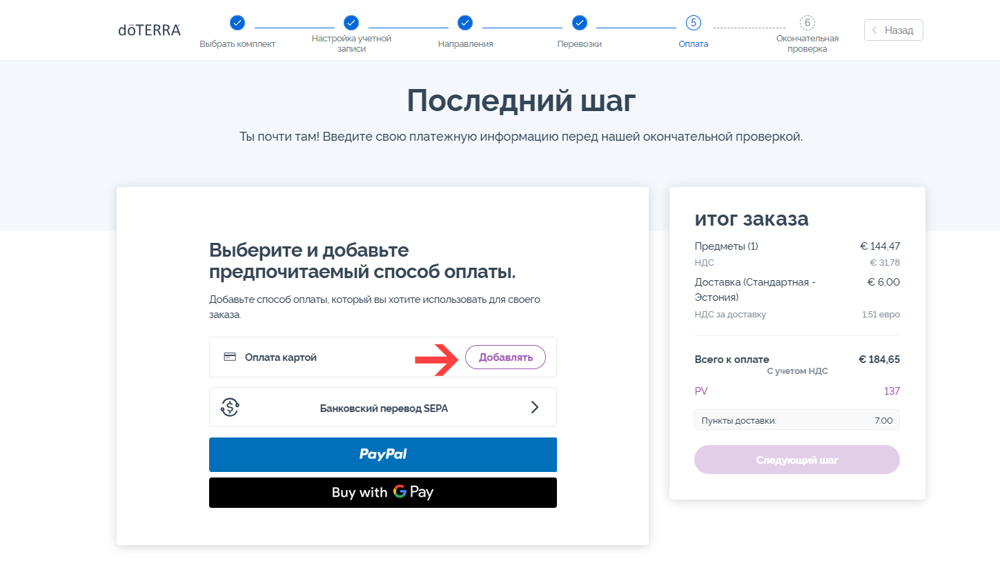 dōTERRA
Выбрать комплект
Настройка учетной
записи
Направления
Перевозки
5
Оплата
6
Окончательная
проверка
Назад
Последний шаг
Ты почти там! Введите свою платежную информацию перед нашей окончательной проверкой.
Выберите и добавьте
предпочитаемый способ оплаты.
Добавьте способ оплаты, который вы хотите использовать для своего
заказа.
Оплата картой
Добавлять
Банковский перевод SEPA
PayPal
Buy with G Pay
итог заказа
Предметы (1) € 144,47
НДС € 31,78
Доставка (Стандартная - € 6,00
Эстония)
НДС за доставку 1,51 евро
Всего к оплате € 184,65
С учетом НДС
PV 137
Пункты доставки: 7.00
Следующий шаг